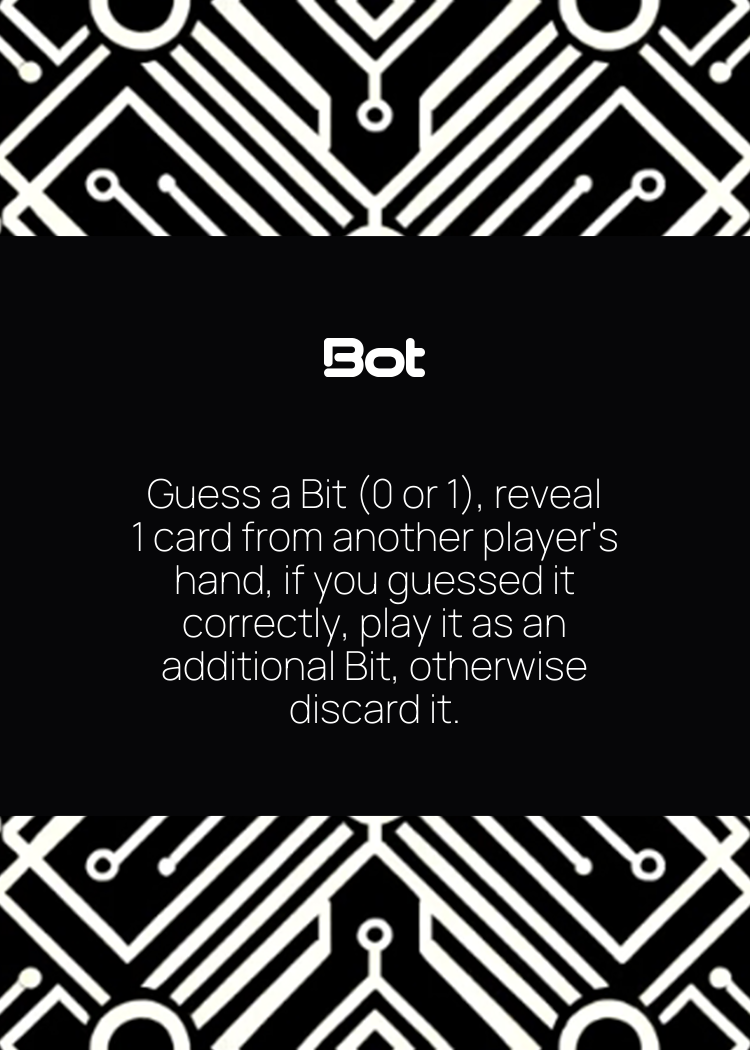 Bot
Guess a Bit (0 or 1), reveal
1 card from another player's
hand, if you guessed it
correctly, play it as an
additional Bit, otherwise
discard it.